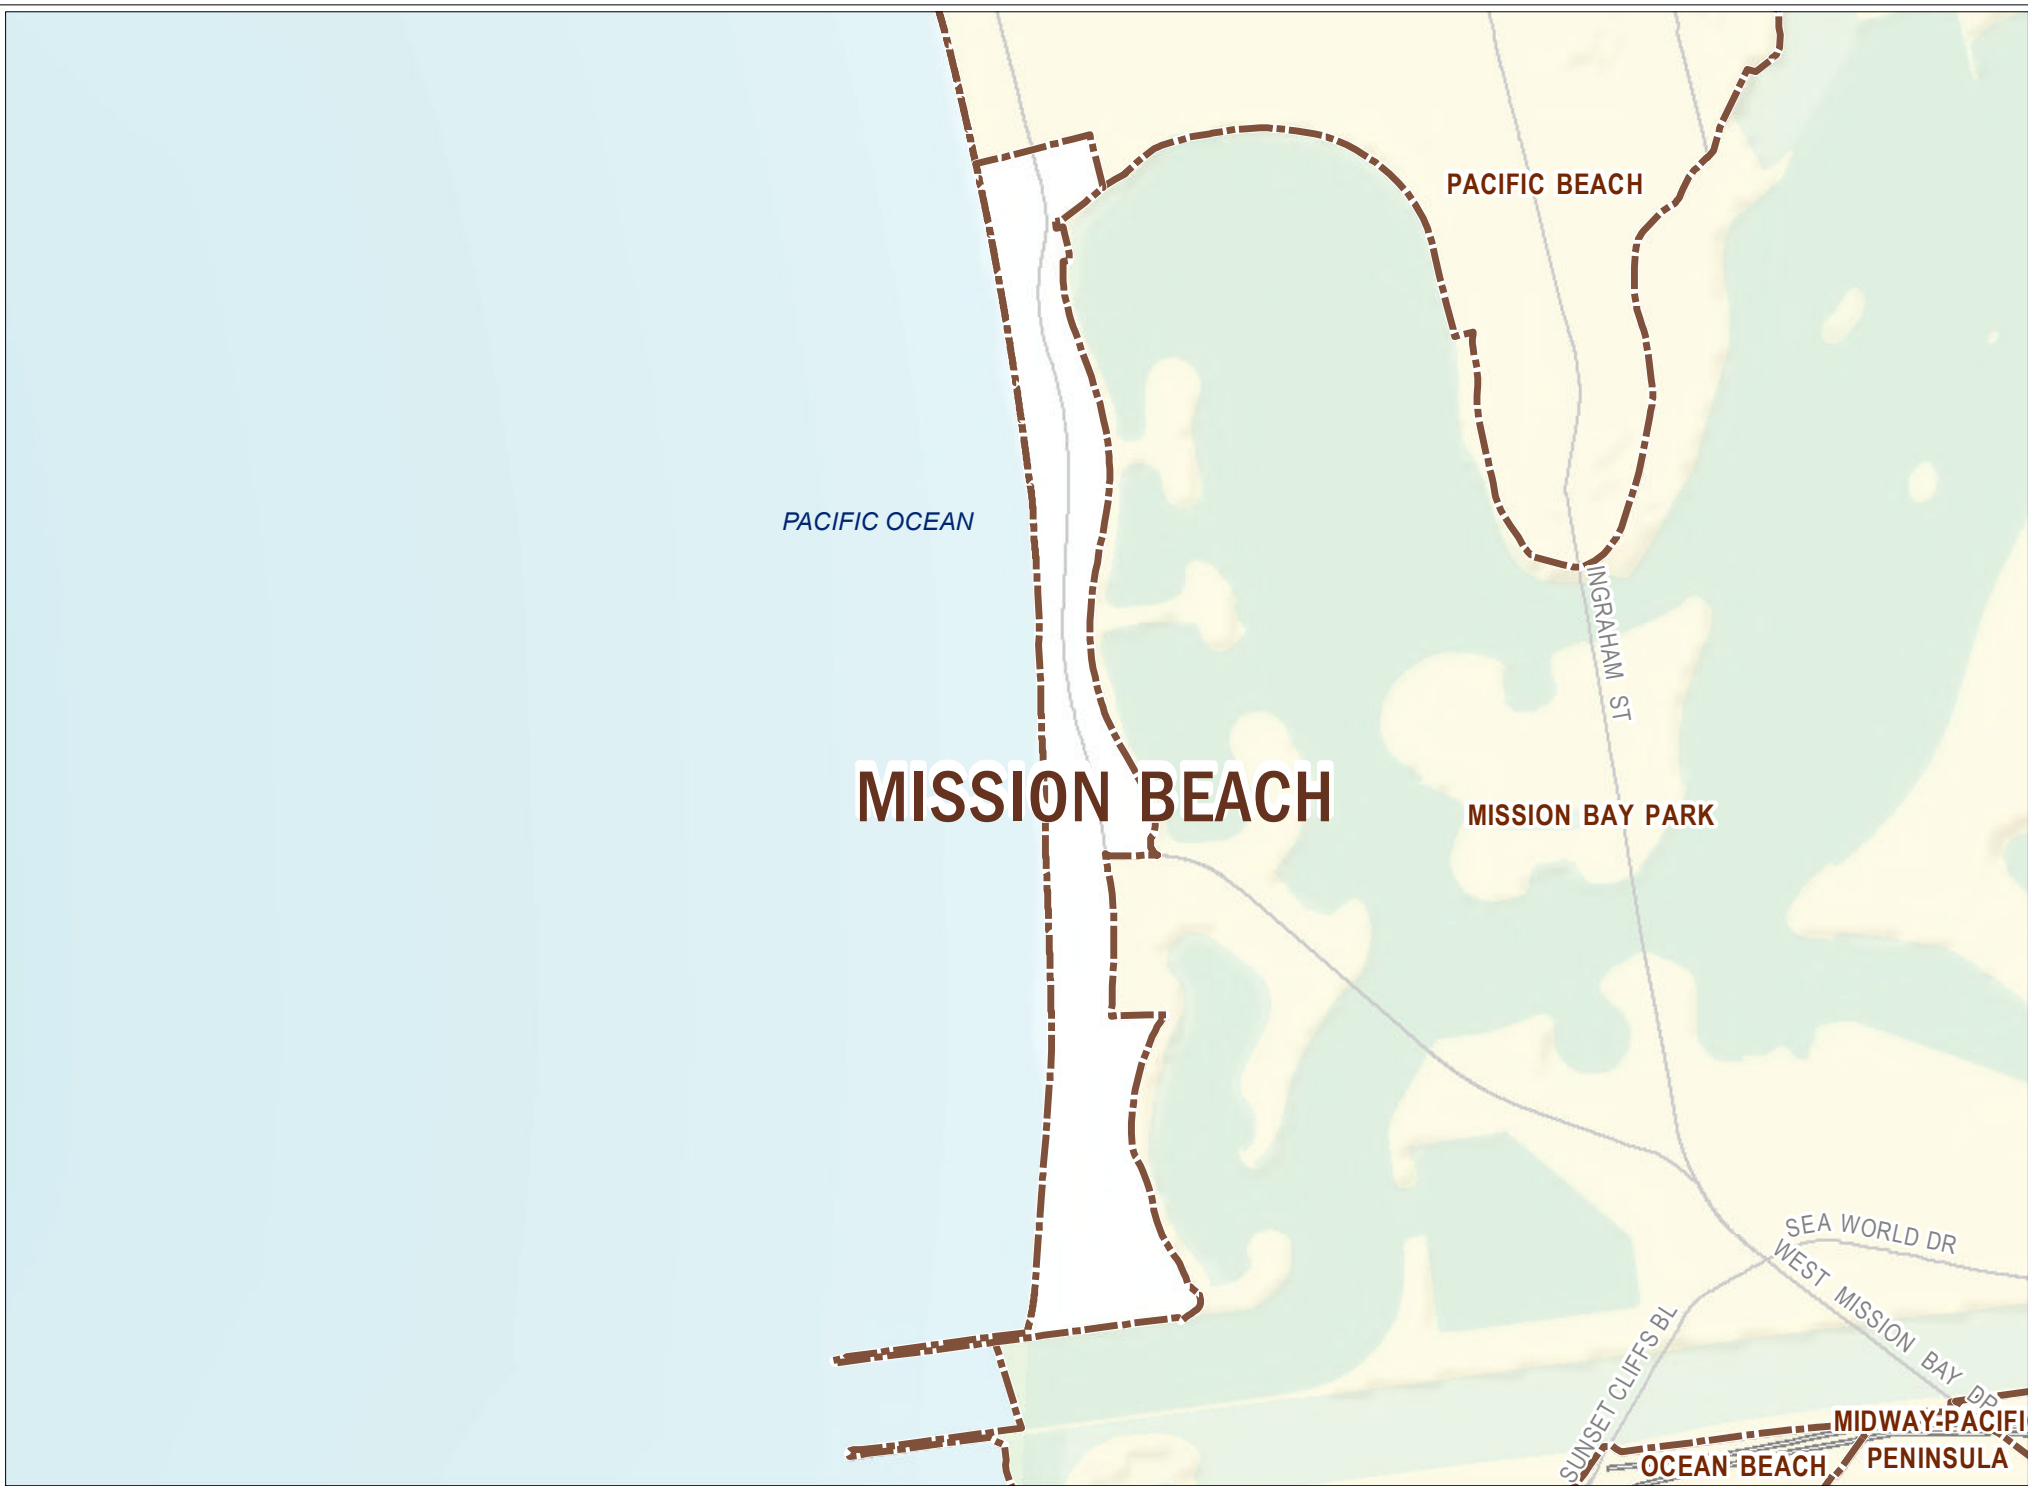 PACIFIC BEACH
PACIFIC OCEAN
INGRAHAM ST
MISSION BEACH
MISSION BAY PARK
SEA WORLD DR
WEST MISSION BAY DR
SUNSET CLIFFS BL
MIDWAY-PACIFI
OCEAN BEACH
PENINSULA